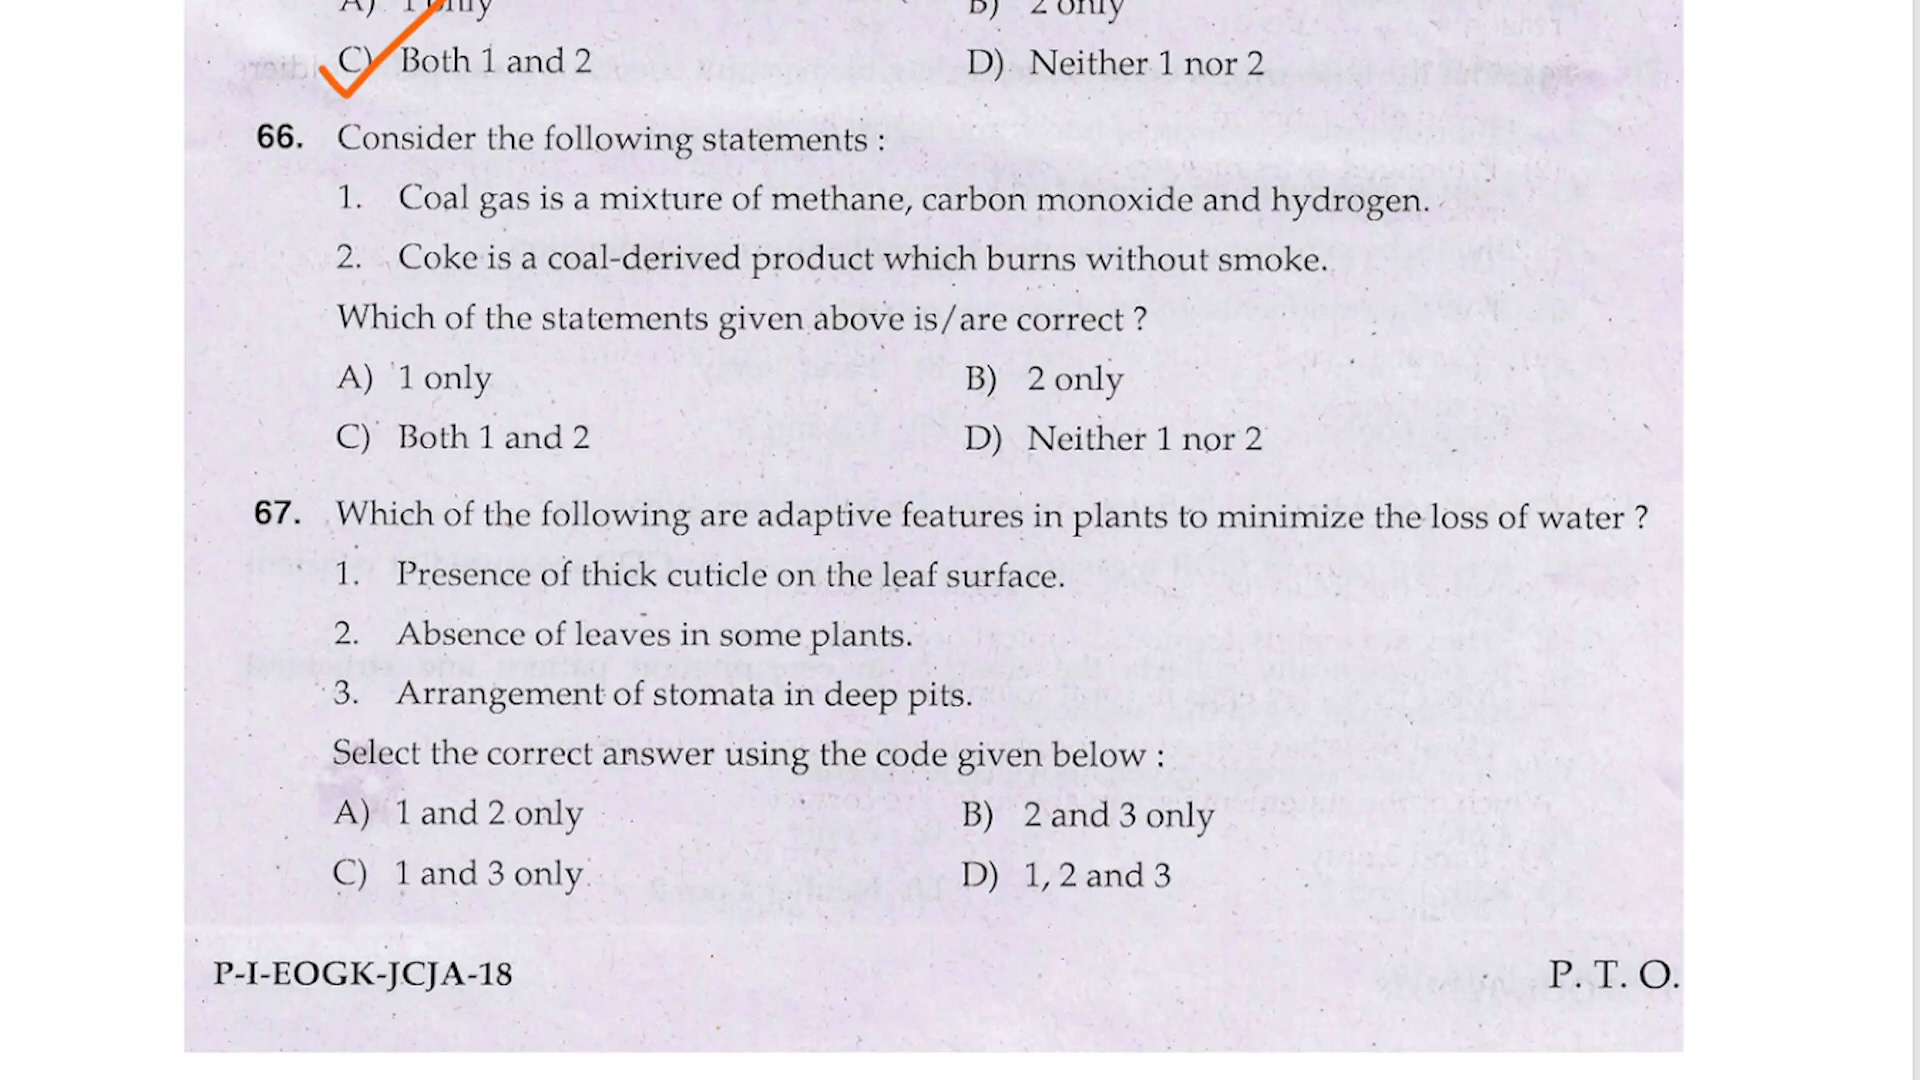 B) 2 only
C) Both 1 and 2 D) Neither 1 nor 2
66. Consider the following statements :
1. Coal gas is a mixture of methane, carbon monoxide and hydrogen.
2. Coke is a coal-derived product which burns without smoke.
Which of the statements given above is/are correct ?
A) 1 only B) 2 only
C) Both 1 and 2 D) Neither 1 nor 2
67. Which of the following are adaptive features in plants to minimize the loss of water ?
1. Presence of thick cuticle on the leaf surface.
2. Absence of leaves in some plants.
3. Arrangement of stomata in deep pits.
Select the correct answer using the code given below :
A) 1 and 2 only B) 2 and 3 only
C) 1 and 3 only D) 1, 2 and 3
P-I-EOGK-JCJA-18 P. T. O.